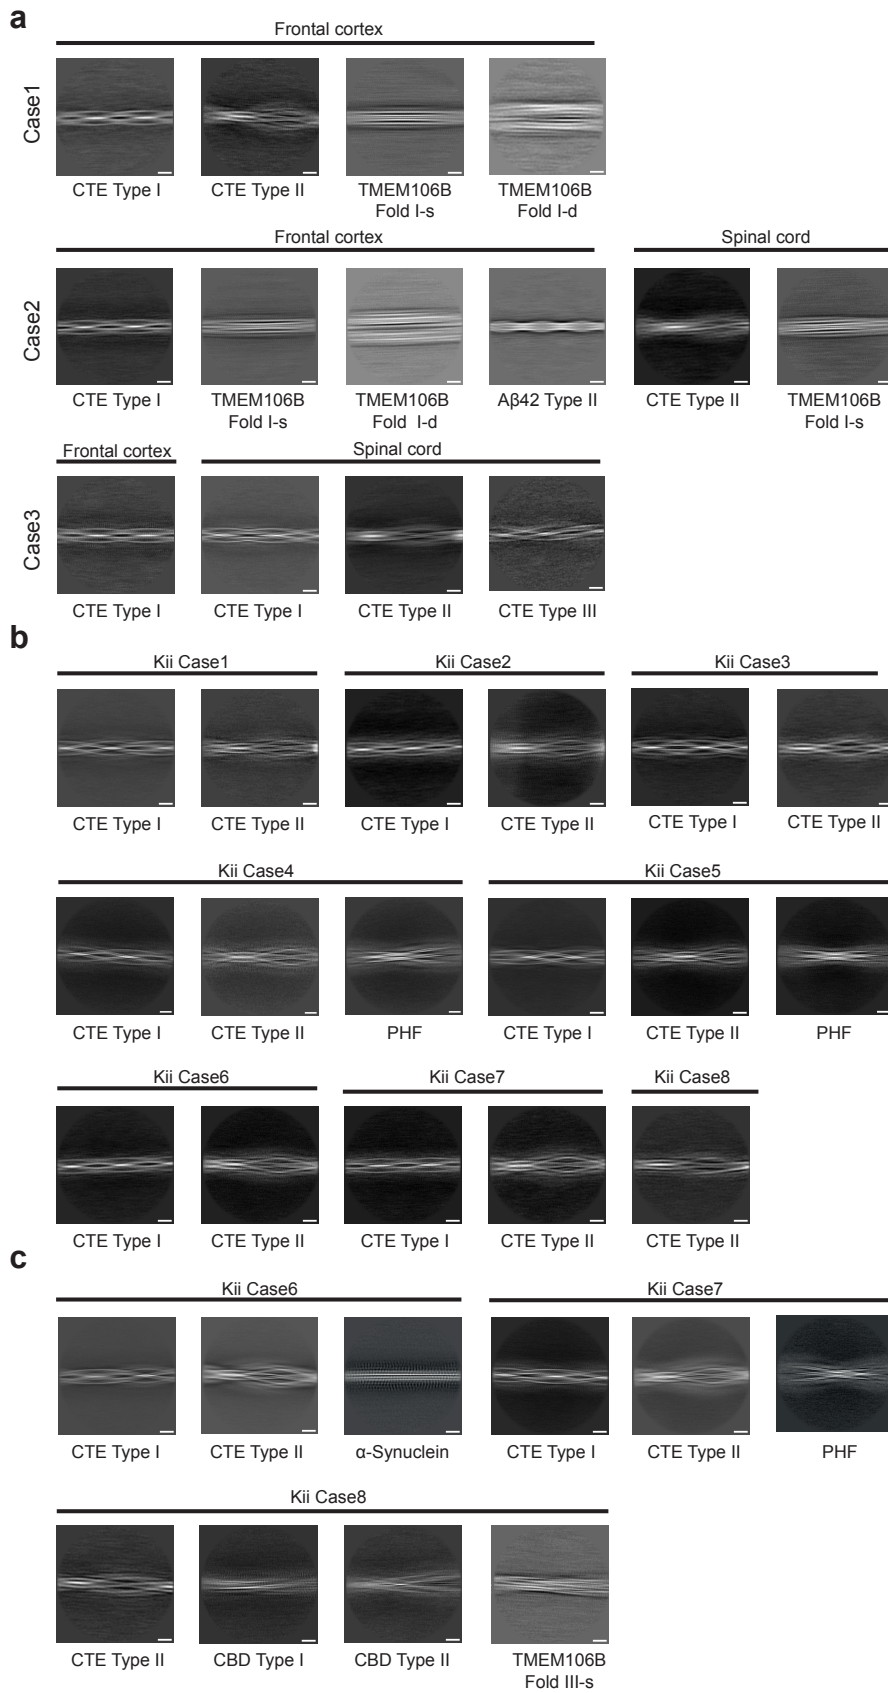 a
Frontal cortex
Case1
CTE Type I
CTE Type II
TMEM106B
Fold I-s
TMEM106B
Fold I-d
Frontal cortex
Spinal cord
Case2
CTE Type I
TMEM106B
Fold I-s
TMEM106B
Fold I-d
Aβ42 Type II
CTE Type II
TMEM106B
Fold I-s
Frontal cortex
Spinal cord
Case3
CTE Type I
CTE Type I
CTE Type II
CTE Type III
b
Kii Case1
Kii Case2
Kii Case3
CTE Type I
CTE Type II
CTE Type I
CTE Type II
CTE Type I
CTE Type II
Kii Case4
Kii Case5
CTE Type I
CTE Type II
PHF
CTE Type I
CTE Type II
PHF
Kii Case6
Kii Case7
Kii Case8
CTE Type I
CTE Type II
CTE Type I
CTE Type II
CTE Type II
c
Kii Case6
Kii Case7
CTE Type I
CTE Type II
α-Synuclein
CTE Type I
CTE Type II
PHF
Kii Case8
CTE Type II
CBD Type I
CBD Type II
TMEM106B
Fold III-s